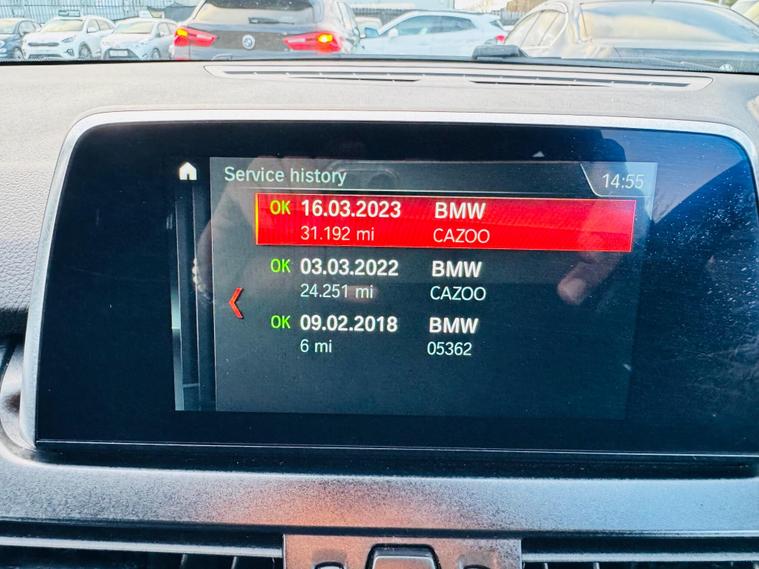 Service history
14:55
OK 16.03.2023 BMW
31.192 mi CAZOO
OK 03.03.2022 BMW
24.251 mi CAZOO
OK 09.02.2018 BMW
6 mi 05362